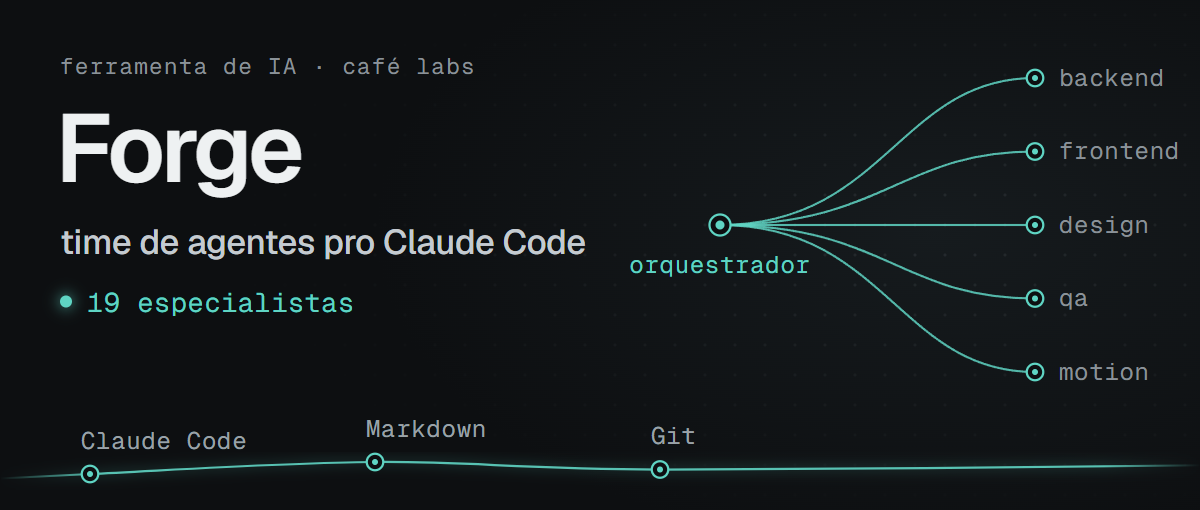 ferramenta de IA · café labs
Forge
time de agentes pro Claude Code
19 especialistas
orquestrador
backend
frontend
design
qa
motion
Claude Code
Markdown
Git